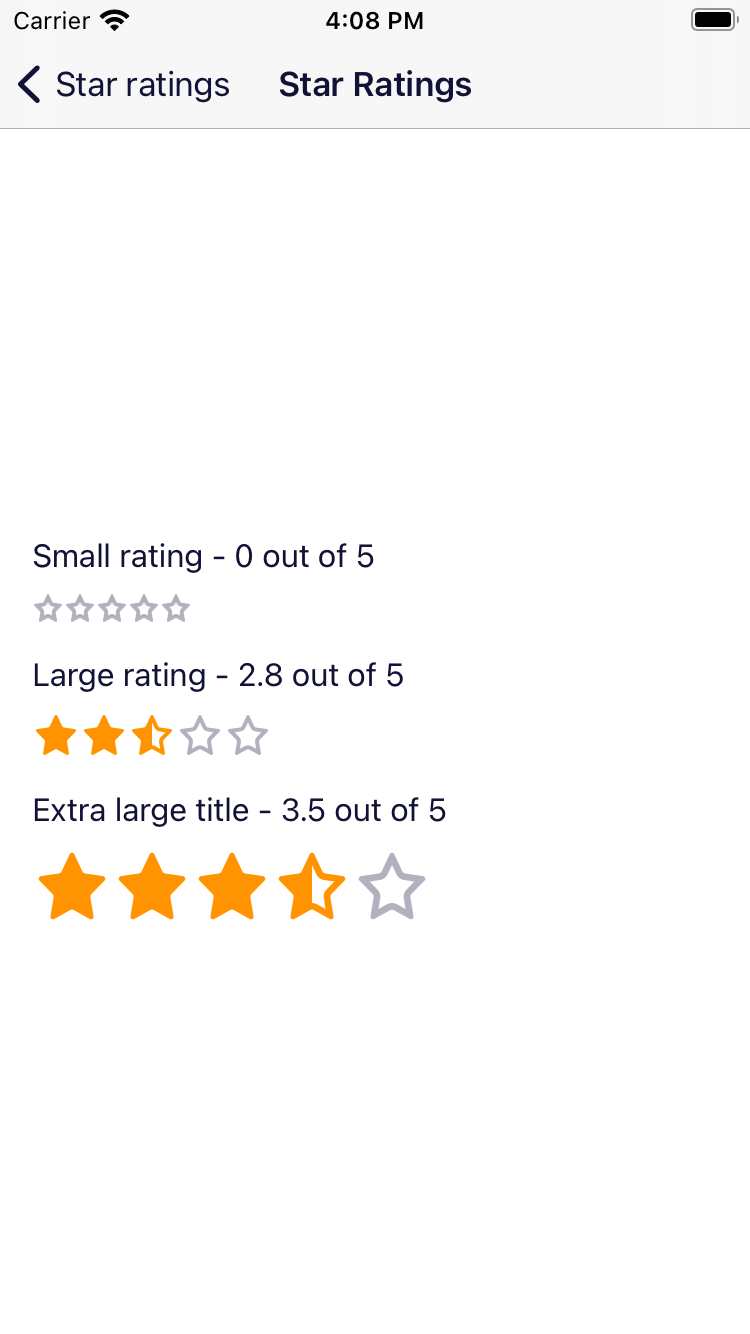 Carrier 4:08 PM
Star ratings Star Ratings
Small rating - 0 out of 5
Large rating - 2.8 out of 5
Extra large title - 3.5 out of 5